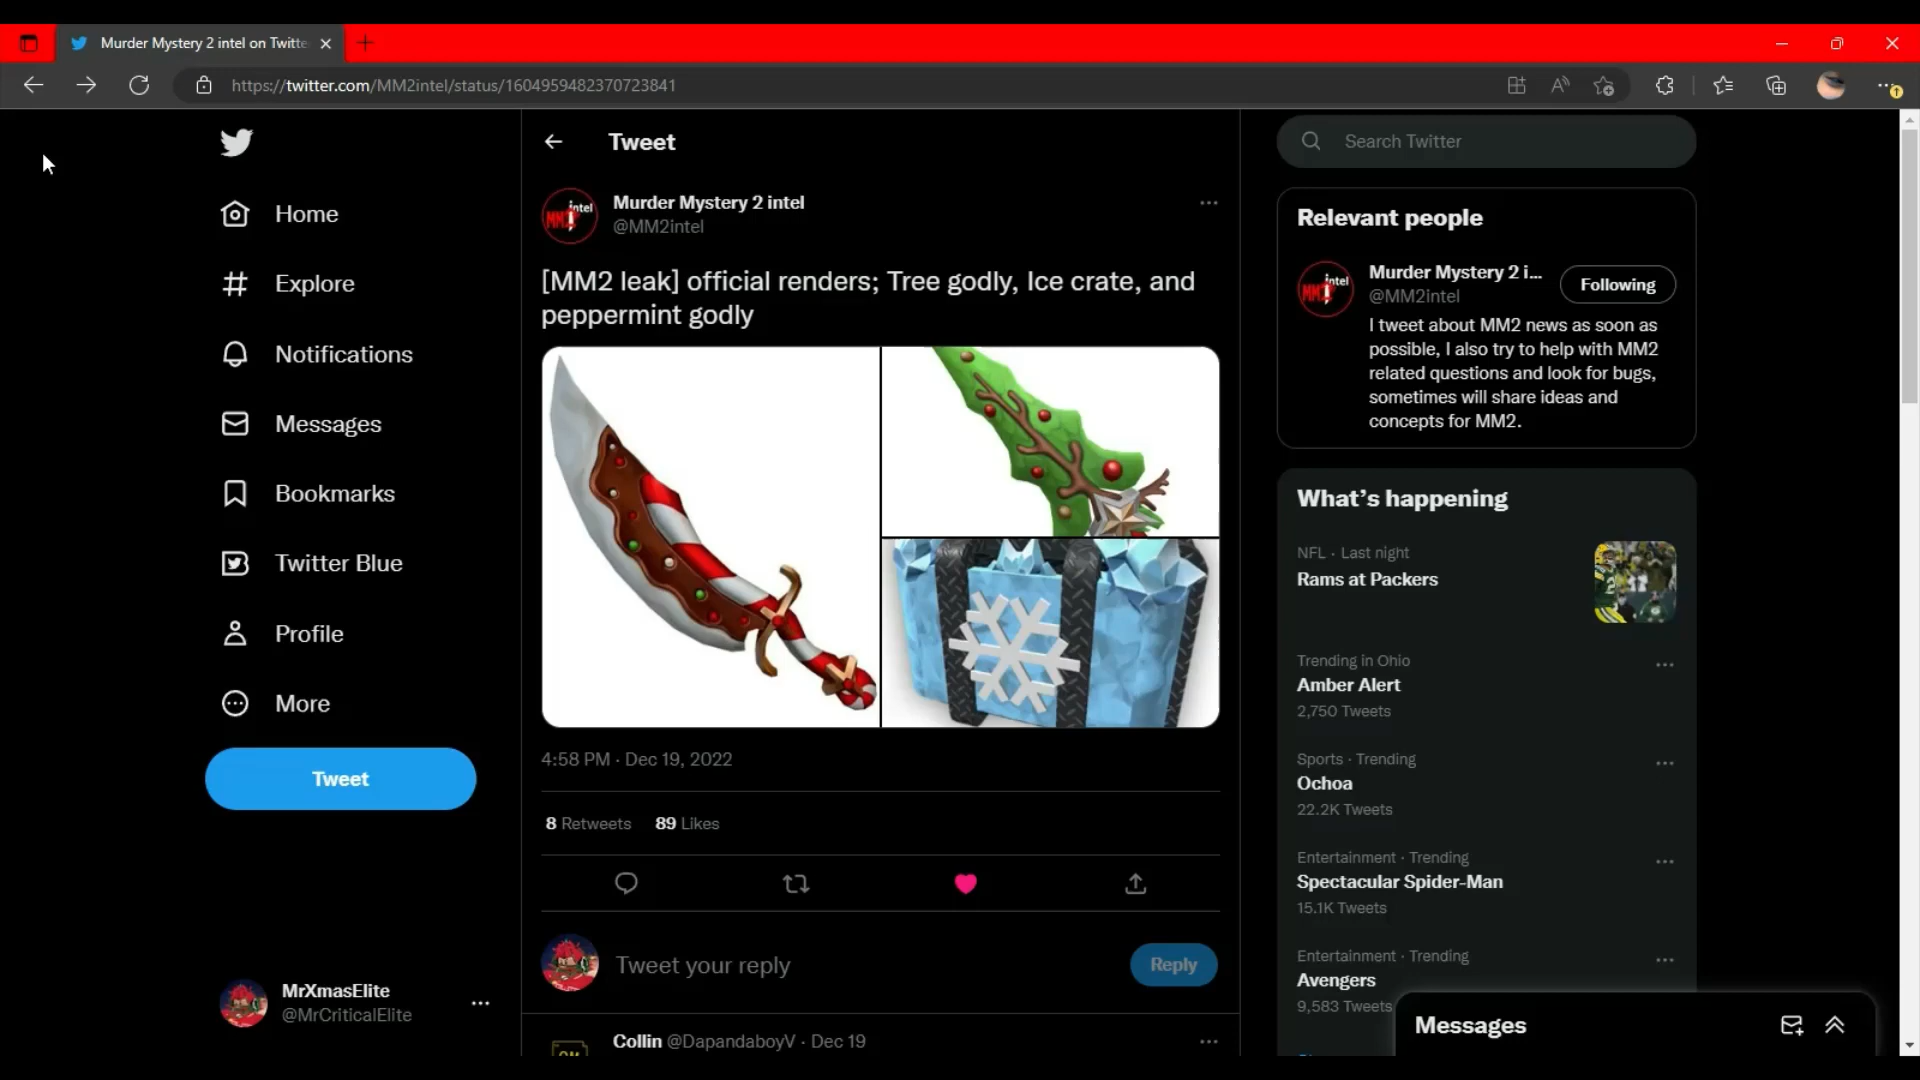 Murder Mystery 2 intel on Twitte
https://twitter.com/MM2intel/status/1604959482370723841
Home
Explore
Notifications
Messages
Bookmarks
Twitter Blue
Profile
More
Tweet
MrXmasElite
@MrCriticalElite
Tweet
Murder Mystery 2 intel
@MM2intel
[MM2 leak] official renders; Tree godly, Ice crate, and
peppermint godly
4:58 PM · Dec 19, 2022
8 Retweets 89 Likes
Tweet your reply
Reply
Collin @DapandaboyV · Dec 19
Search Twitter
Relevant people
Murder Mystery 2 i...
@MM2intel
Following
I tweet about MM2 news as soon as
possible, I also try to help with MM2
related questions and look for bugs,
sometimes will share ideas and
concepts for MM2.
What's happening
NFL · Last night
Rams at Packers
Trending in Ohio
Amber Alert
2,750 Tweets
Sports · Trending
Ochoa
22.2K Tweets
Entertainment · Trending
Spectacular Spider-Man
15.1K Tweets
Entertainment · Trending
Avengers
9,583 Tweets
Messages